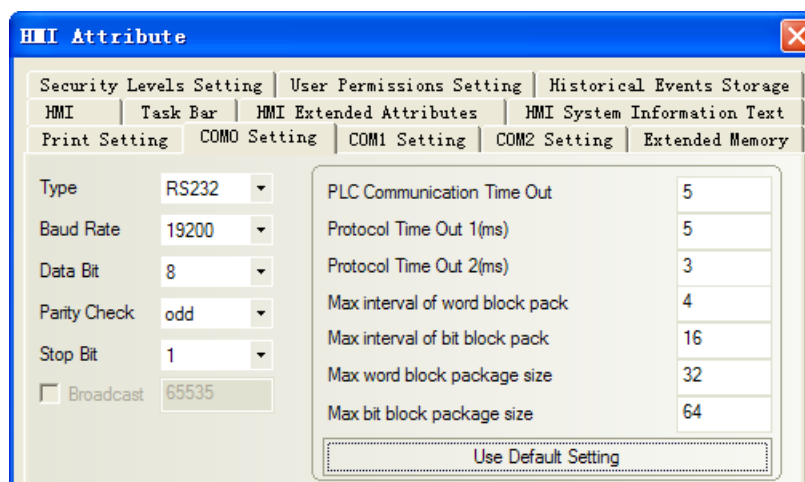 HMI Attribute
Security Levels Setting User Permissions Setting Historical Events Storage
HMI Task Bar HMI Extended Attributes HMI System Information Text
Print Setting COM0 Setting COM1 Setting COM2 Setting Extended Memory
Type RS232 PLC Communication Time Out 5
Baud Rate 19200 Protocol Time Out 1(ms) 5
Data Bit 8 Protocol Time Out 2(ms) 3
Parity Check odd Max interval of word block pack 4
Stop Bit 1 Max interval of bit block pack 16
Broadcast 65535 Max word block package size 32
Max bit block package size 64
Use Default Setting